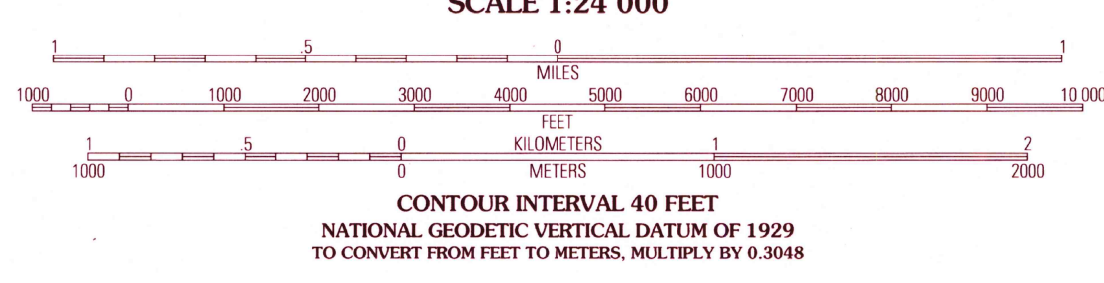 SCALE 1:24 000
1 .5 0 1
MILES
1000 0 1000 2000 3000 4000 5000 6000 7000 8000 9000 10 000
FEET
1 .5 0 KILOMETERS 1 2
1000 0 METERS 1000 2000
CONTOUR INTERVAL 40 FEET
NATIONAL GEODETIC VERTICAL DATUM OF 1929
TO CONVERT FROM FEET TO METERS, MULTIPLY BY 0.3048